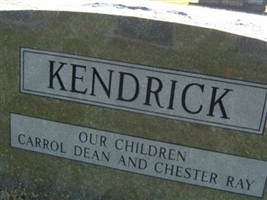 KENDRICK
OUR CHILDREN
CARROL DEAN AND CHESTER RAY